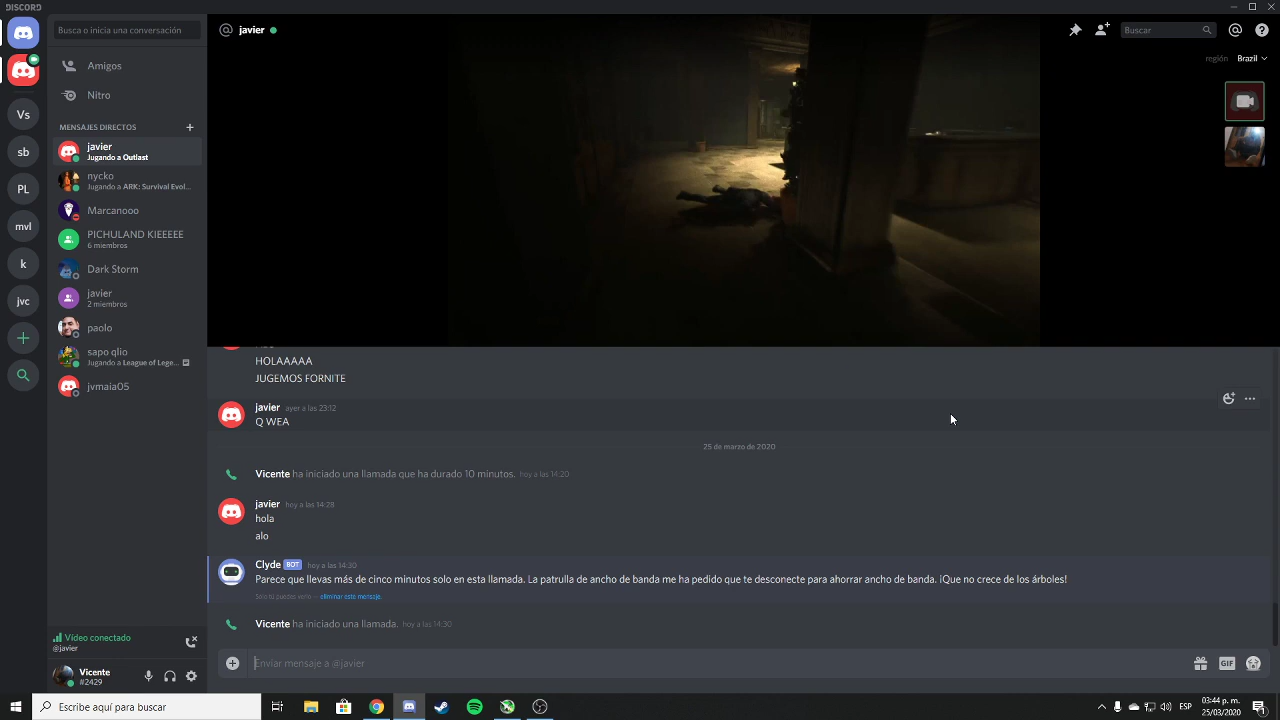 DISCORD
Busca o inicia una conversación
javier
Buscar
región Brazil
Amigos
Nitro
MENSAJES DIRECTOS
javier
Jugando a Outlast
nycko
Jugando a ARK: Survival Evol...
Marcanooo
PICHULAND KIEEEEE
6 miembros
Dark Storm
javier
2 miembros
paolo
sapo qlio
Jugando a League of Lege...
jvmaia05
Vs
sb
PL
mvl
k
jvc
HOLAAAAA
JUGEMOS FORNITE
javier ayer a las 23:12
Q WEA
25 de marzo de 2020
Vicente ha iniciado una llamada que ha durado 10 minutos. hoy a las 14:20
javier hoy a las 14:28
hola
alo
Clyde BOT hoy a las 14:30
Parece que llevas más de cinco minutos solo en esta llamada. La patrulla de ancho de banda me ha pedido que te desconecte para ahorrar ancho de banda. ¡Que no crece de los árboles!
Sólo tú puedes verlo — eliminar este mensaje.
Vicente ha iniciado una llamada. hoy a las 14:30
Enviar mensaje a @javier
GIF
Vídeo conectado
@javier
Vicente
#2429
Escribe aquí para buscar
ESP
03:44 p. m.
25/03/2020